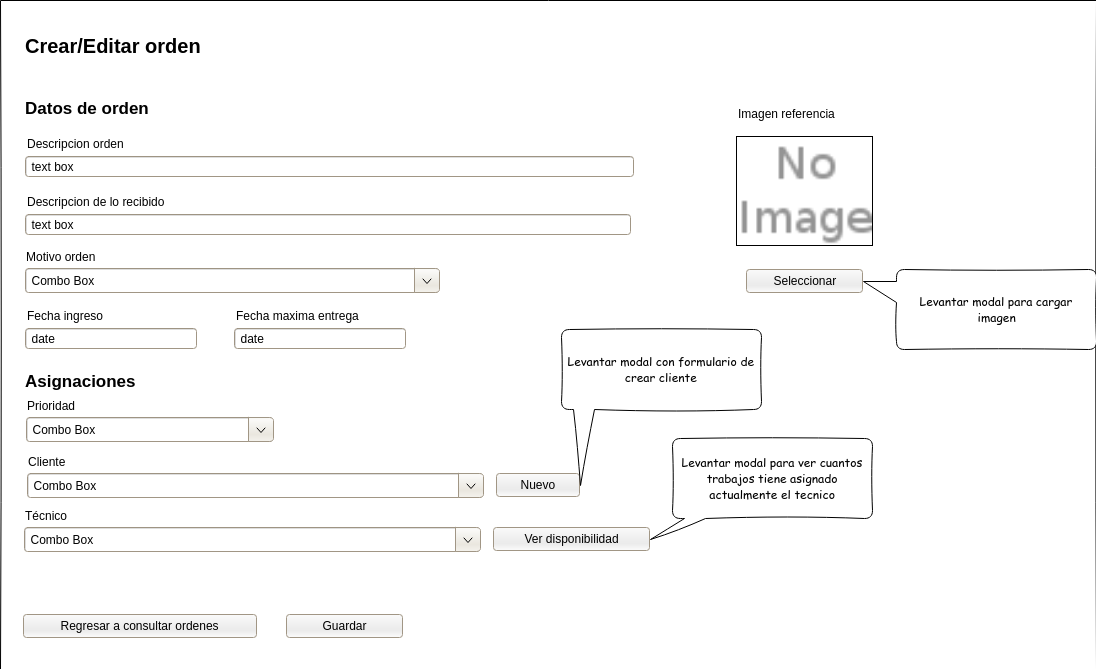 Crear/Editar orden
Datos de orden
Imagen referencia
Descripcion orden
text box
No
Image
Descripcion de lo recibido
text box
Motivo orden
Combo Box
Seleccionar
Levantar modal para cargar
imagen
Fecha ingreso
Fecha maxima entrega
date
date
Levantar modal con formulario de
crear cliente
Asignaciones
Prioridad
Combo Box
Cliente
Combo Box
Nuevo
Levantar modal para ver cuantos
trabajos tiene asignado
actualmente el tecnico
Técnico
Combo Box
Ver disponibilidad
Regresar a consultar ordenes
Guardar